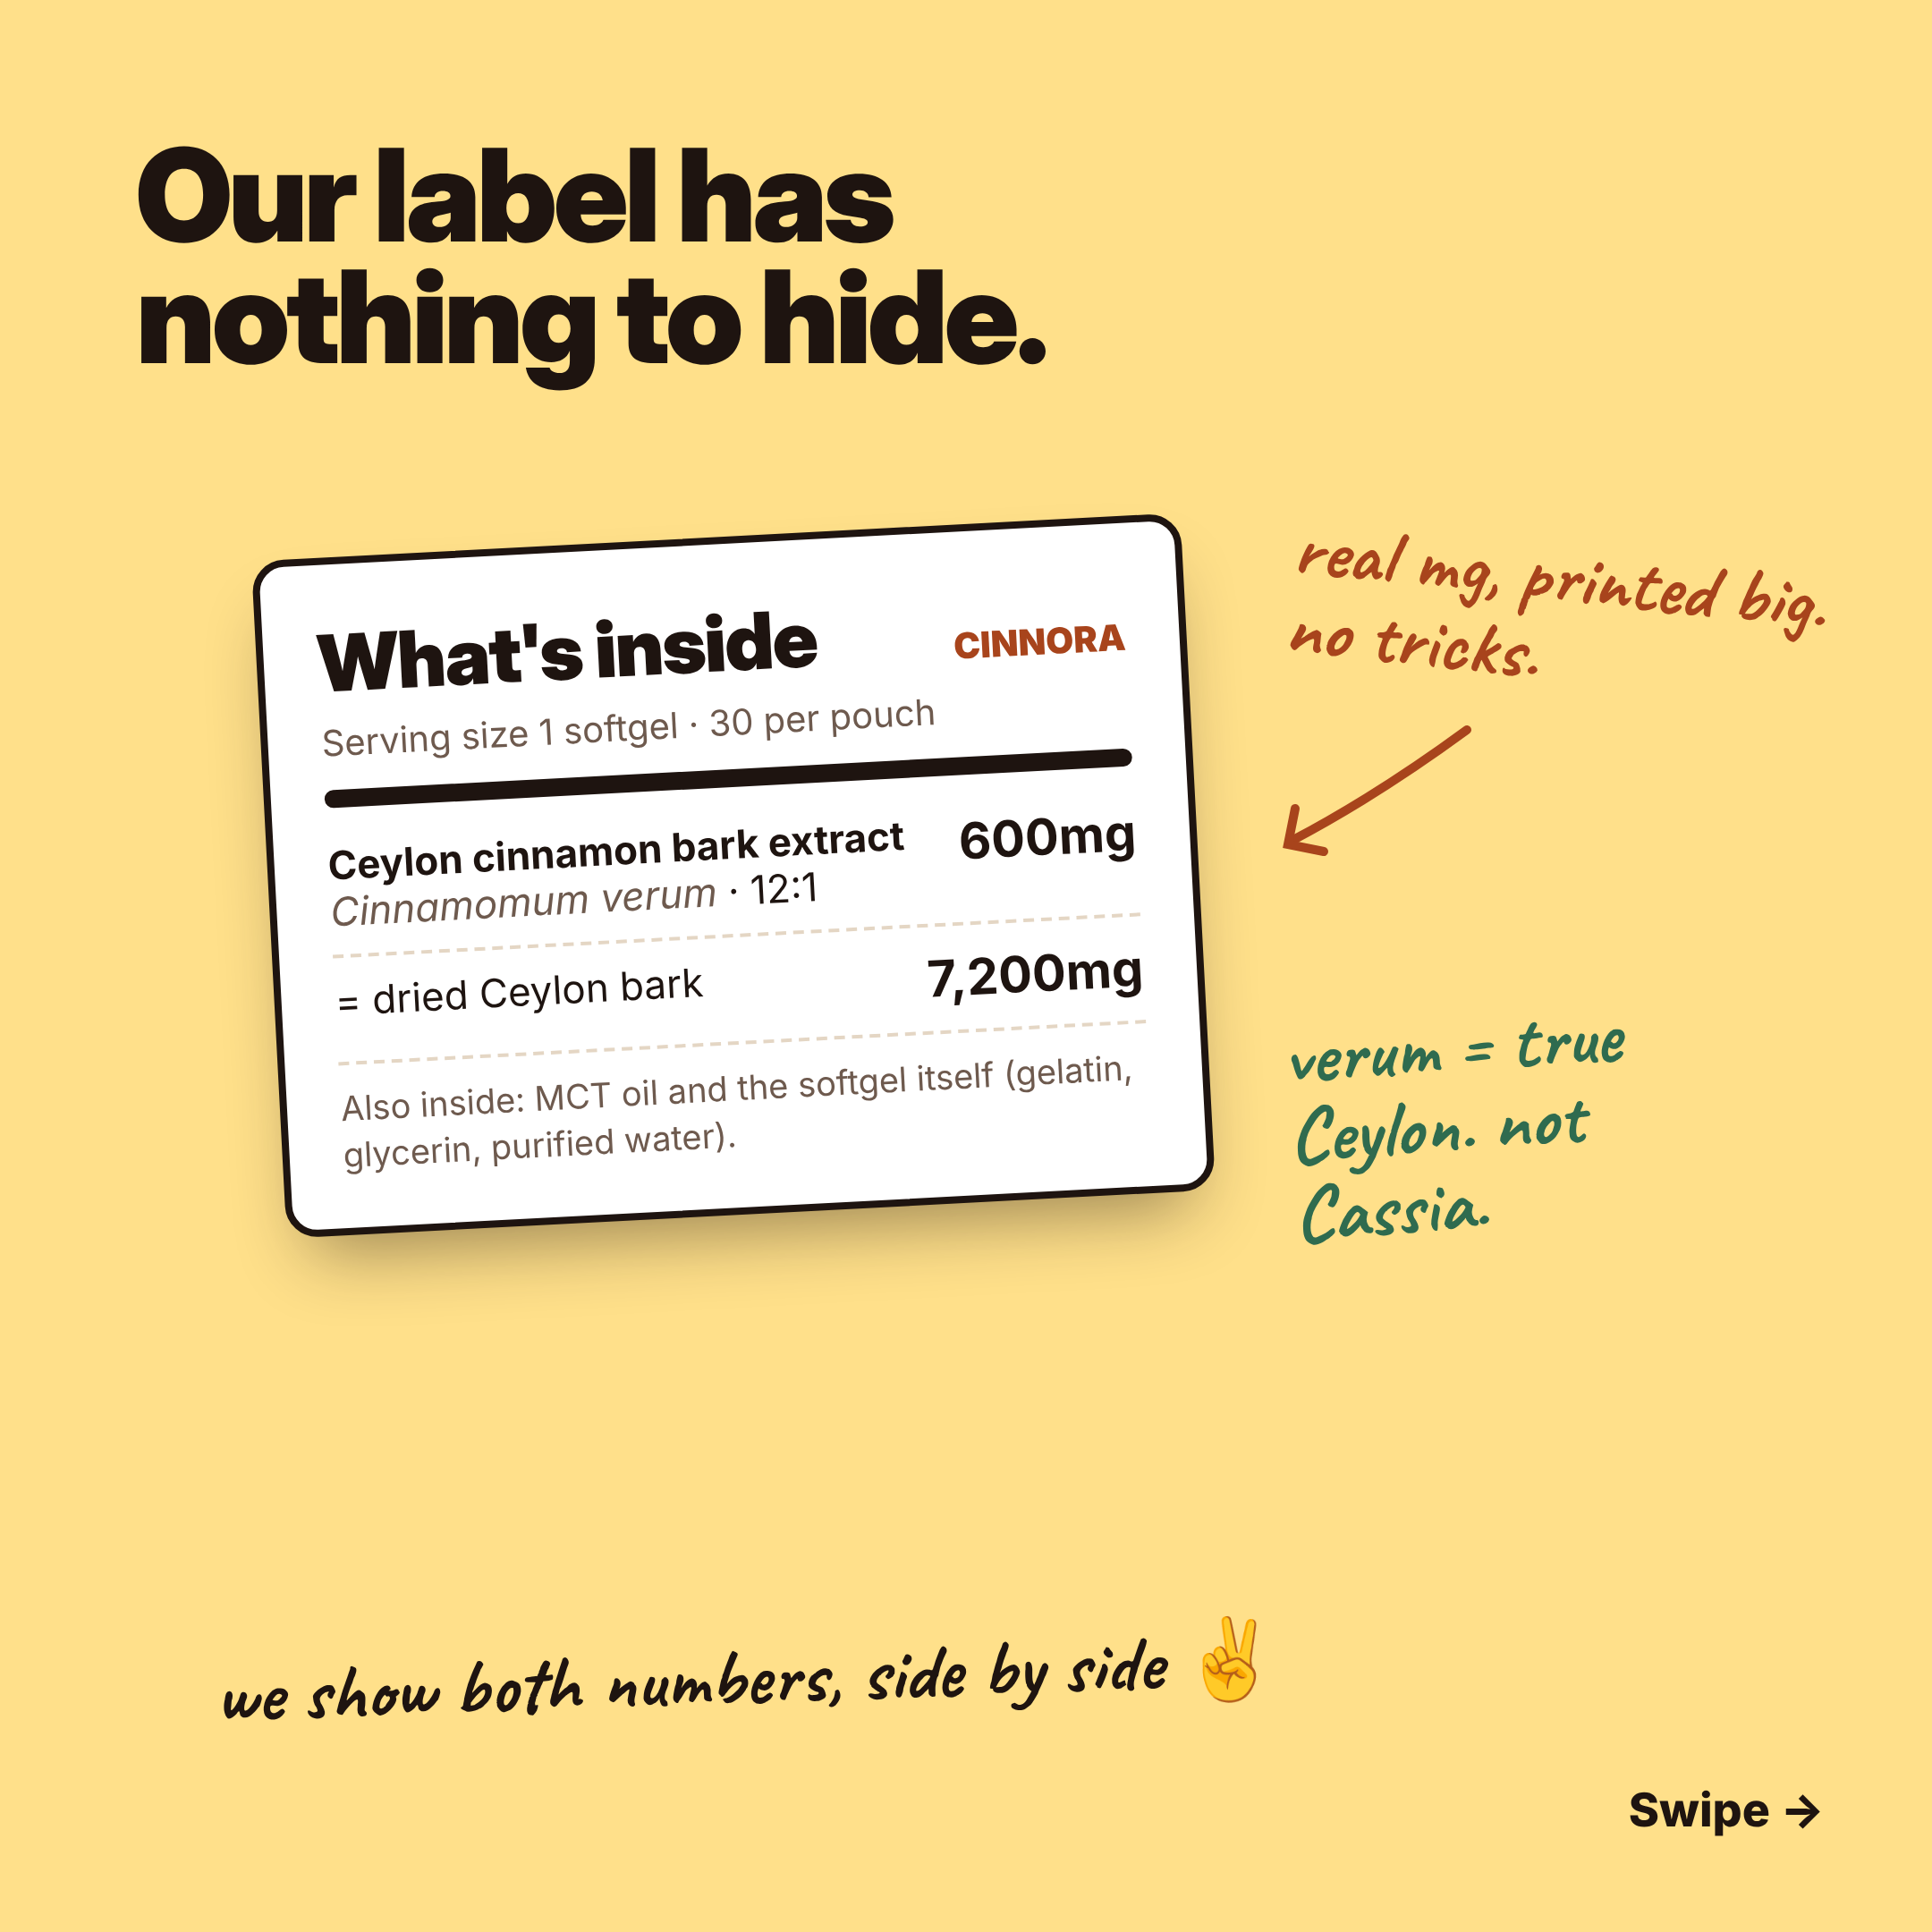 Our label has
nothing to hide.
What's inside
CINNORA
Serving size 1 softgel · 30 per pouch
Ceylon cinnamon bark extract
600mg
Cinnamomum verum · 12:1
= dried Ceylon bark
7,200mg
Also inside: MCT oil and the softgel itself (gelatin,
glycerin, purified water).
real mg, printed big.
no tricks.
verum = true
Ceylon. not
Cassia.
we show both numbers, side by side ✌️
Swipe →